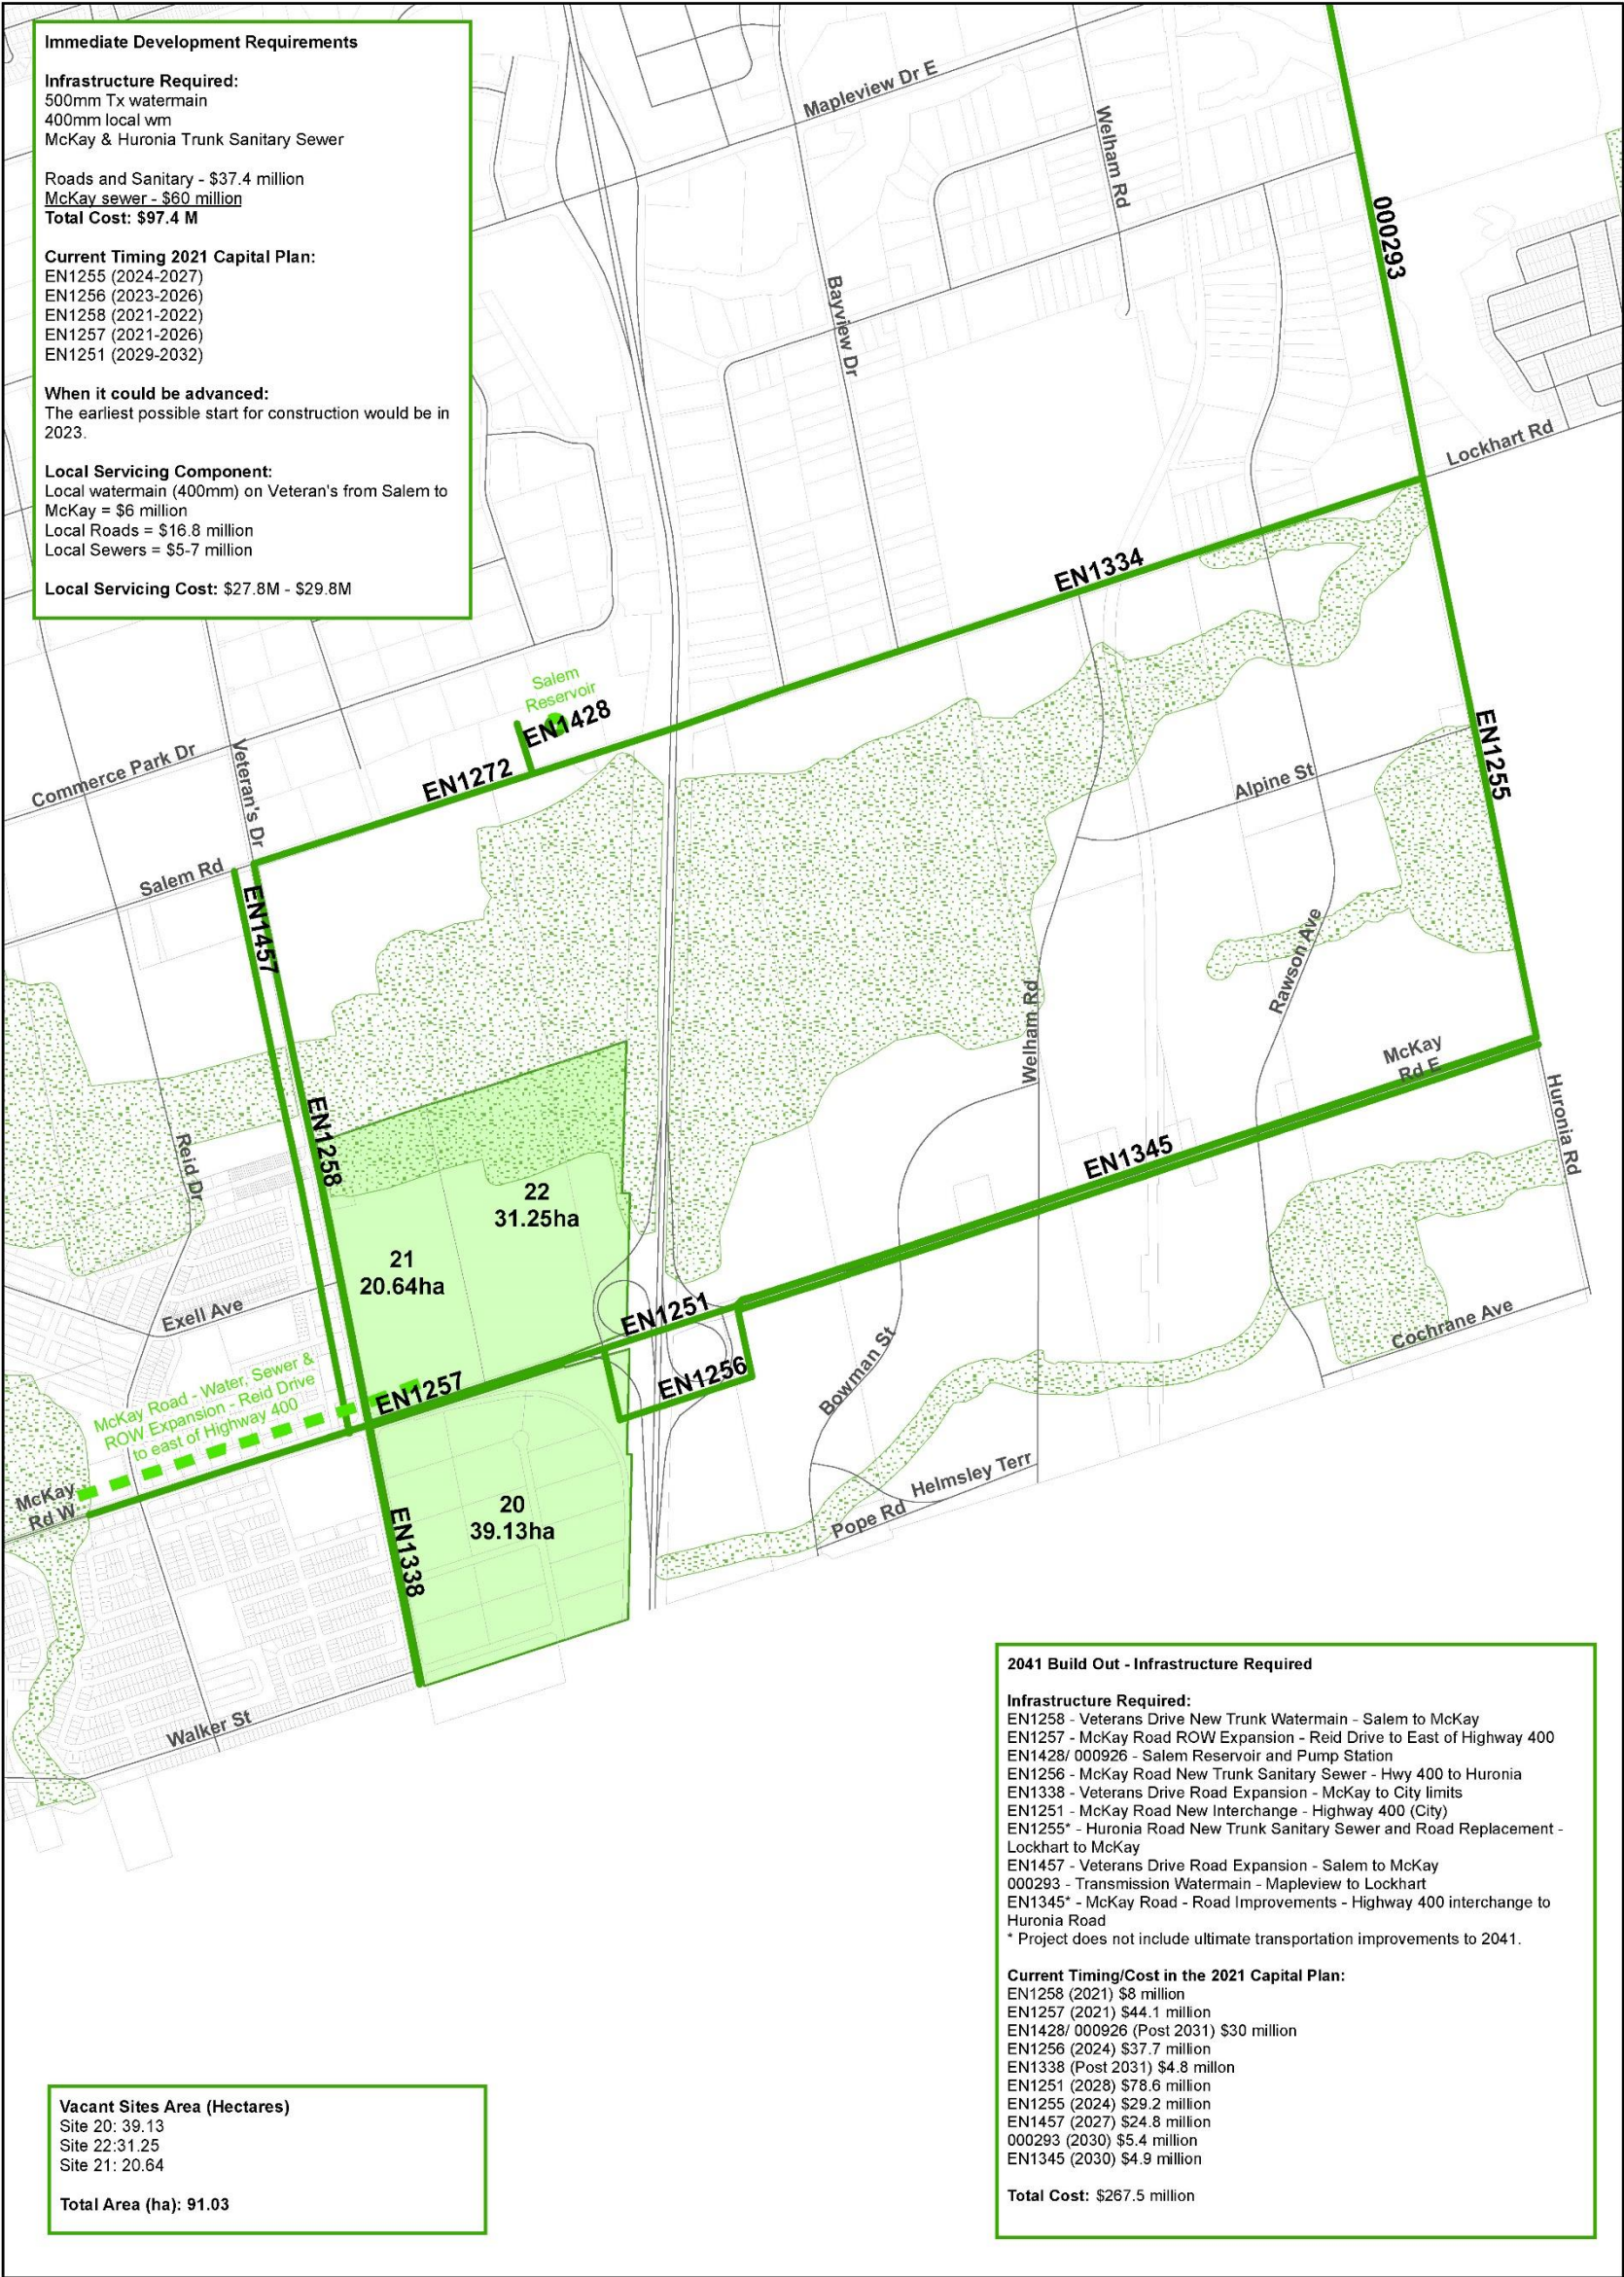 Immediate Development Requirements
Infrastructure Required:
500mm Tx watermain
400mm local wm
McKay & Huronia Trunk Sanitary Sewer
Roads and Sanitary - $37.4 million
McKay sewer - $60 million
Total Cost: $97.4 M
Current Timing 2021 Capital Plan:
EN1255 (2024-2027)
EN1256 (2023-2026)
EN1258 (2021-2022)
EN1257 (2021-2026)
EN1251 (2029-2032)
When it could be advanced:
The earliest possible start for construction would be in
2023.
Local Servicing Component:
Local watermain (400mm) on Veteran's from Salem to
McKay = $6 million
Local Roads = $16.8 million
Local Sewers = $5-7 million
Local Servicing Cost: $27.8M - $29.8M
Mapleview Dr E
Welham Rd
000293
Bayview Dr
Lockhart Rd
EN1334
Salem
Reservoir
EN1428
EN1272
Commerce Park Dr
Veteran's Dr
EN1255
Alpine St
Salem Rd
EN1457
Rawson Ave
Welham Rd
McKay
Rd E
Huronia Rd
EN1258
Reid Dr
EN1345
22
31.25ha
21
20.64ha
Exell Ave
EN1251
Cochrane Ave
McKay Road - Water, Sewer &
ROW Expansion - Reid Drive
to east of Highway 400
EN1257
EN1256
Bowman St
McKay
Rd W
Helmsley Terr
Pope Rd
20
39.13ha
EN1338
Walker St
2041 Build Out - Infrastructure Required
Infrastructure Required:
EN1258 - Veterans Drive New Trunk Watermain - Salem to McKay
EN1257 - McKay Road ROW Expansion - Reid Drive to East of Highway 400
EN1428/ 000926 - Salem Reservoir and Pump Station
EN1256 - McKay Road New Trunk Sanitary Sewer - Hwy 400 to Huronia
EN1338 - Veterans Drive Road Expansion - McKay to City limits
EN1251 - McKay Road New Interchange - Highway 400 (City)
EN1255* - Huronia Road New Trunk Sanitary Sewer and Road Replacement -
Lockhart to McKay
EN1457 - Veterans Drive Road Expansion - Salem to McKay
000293 - Transmission Watermain - Mapleview to Lockhart
EN1345* - McKay Road - Road Improvements - Highway 400 interchange to
Huronia Road
* Project does not include ultimate transportation improvements to 2041.
Current Timing/Cost in the 2021 Capital Plan:
EN1258 (2021) $8 million
EN1257 (2021) $44.1 million
EN1428/ 000926 (Post 2031) $30 million
EN1256 (2024) $37.7 million
EN1338 (Post 2031) $4.8 millon
EN1251 (2028) $78.6 million
EN1255 (2024) $29.2 million
EN1457 (2027) $24.8 million
000293 (2030) $5.4 million
EN1345 (2030) $4.9 million
Total Cost: $267.5 million
Vacant Sites Area (Hectares)
Site 20: 39.13
Site 22:31.25
Site 21: 20.64
Total Area (ha): 91.03